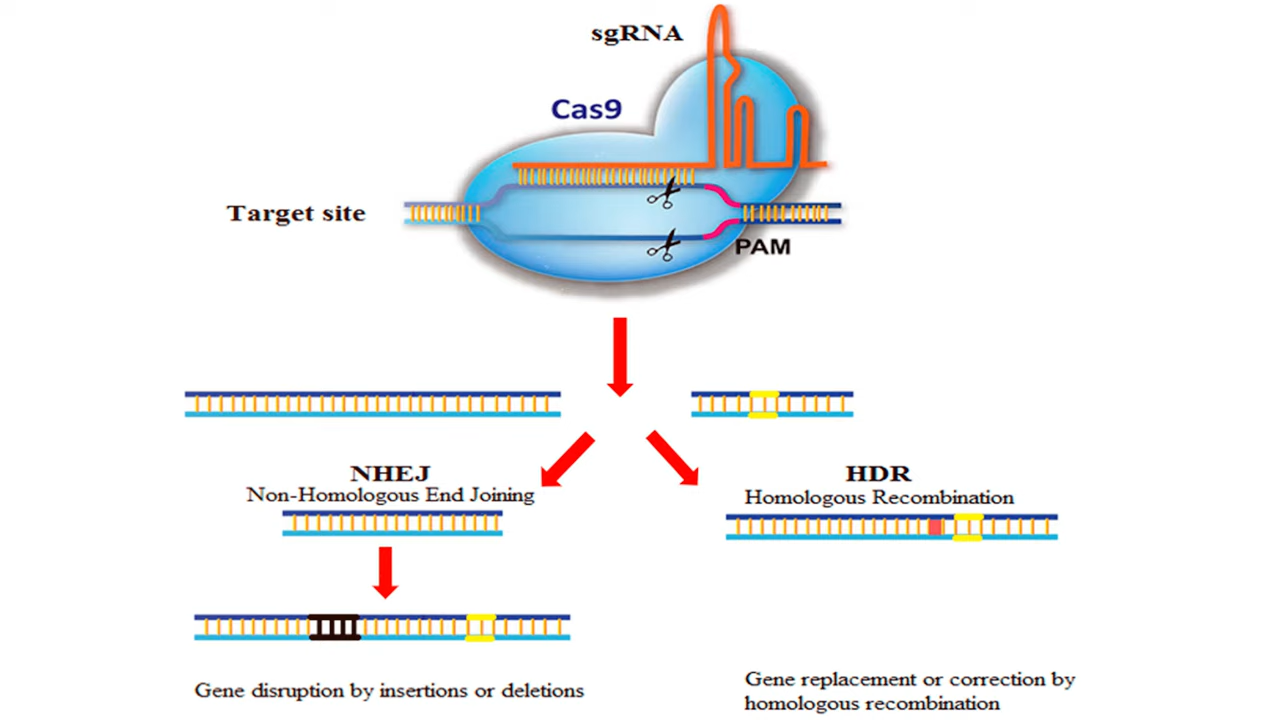 sgRNA
Cas9
Target site
PAM
NHEJ
Non-Homologous End Joining
HDR
Homologous Recombination
Gene disruption by insertions or deletions
Gene replacement or correction by
homologous recombination